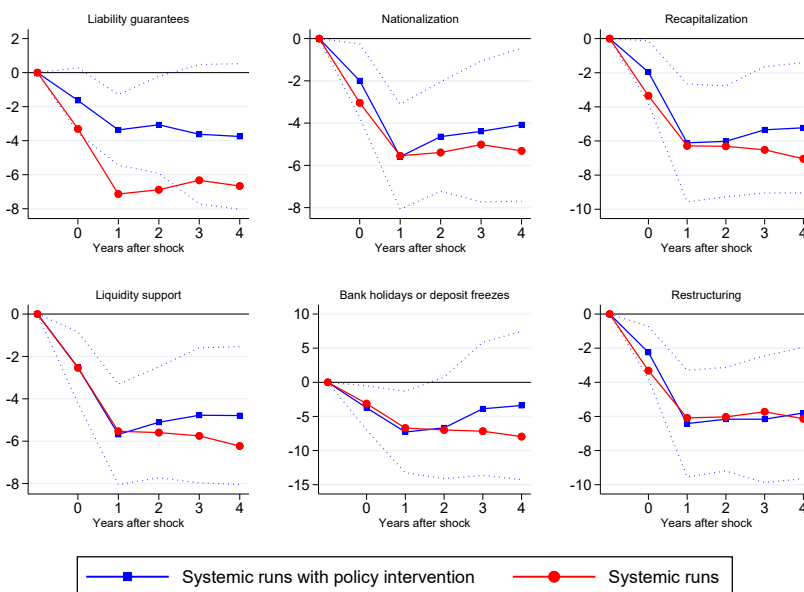 Liability guarantees
2
0
-2
-4
-6
-8
0 1 2 3 4
Years after shock
Nationalization
0
-2
-4
-6
-8
0 1 2 3 4
Years after shock
Recapitalization
0
-2
-4
-6
-8
-10
0 1 2 3 4
Years after shock
Liquidity support
0
-2
-4
-6
-8
0 1 2 3 4
Years after shock
Bank holidays or deposit freezes
10
5
0
-5
-10
-15
0 1 2 3 4
Years after shock
Restructuring
0
-2
-4
-6
-8
-10
0 1 2 3 4
Years after shock
Systemic runs with policy intervention Systemic runs